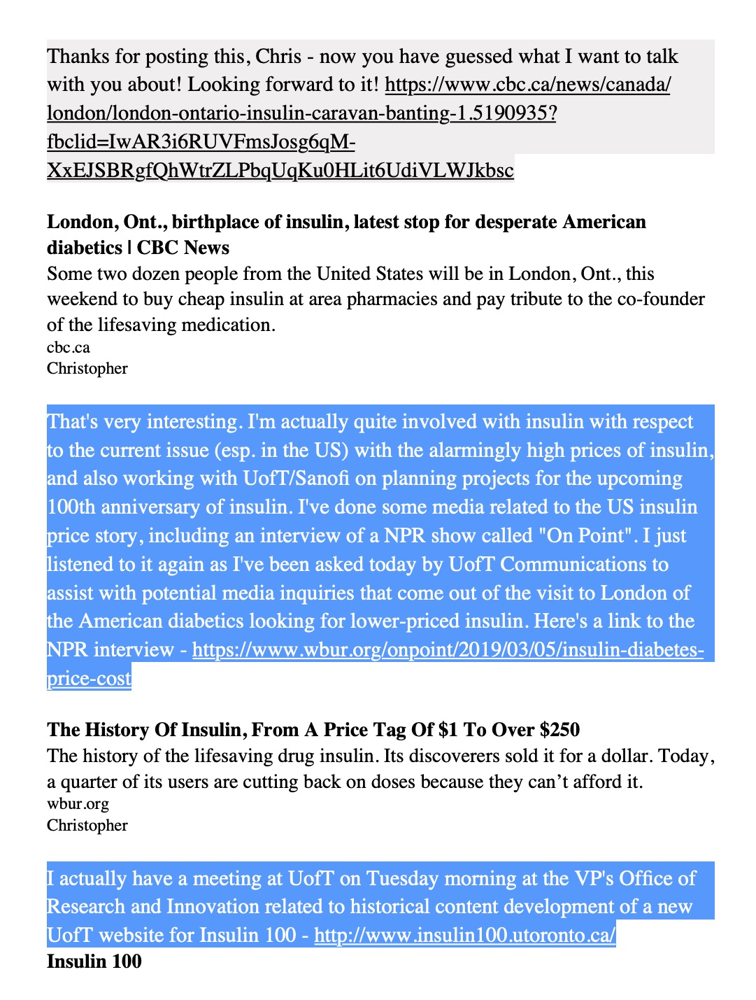 Thanks for posting this, Chris - now you have guessed what I want to talk
with you about! Looking forward to it! https://www.cbc.ca/news/canada/
london/london-ontario-insulin-caravan-banting-1.5190935?
fbclid=IwAR3i6RUVFmsJosg6qM-
XxEJSBRgfQhWtrZLPbqUqKu0HLit6UdiVLWJkbsc
London, Ont., birthplace of insulin, latest stop for desperate American
diabetics | CBC News
Some two dozen people from the United States will be in London, Ont., this
weekend to buy cheap insulin at area pharmacies and pay tribute to the co-founder
of the lifesaving medication.
cbc.ca
Christopher
That's very interesting. I'm actually quite involved with insulin with respect
to the current issue (esp. in the US) with the alarmingly high prices of insulin,
and also working with UofT/Sanofi on planning projects for the upcoming
100th anniversary of insulin. I've done some media related to the US insulin
price story, including an interview of a NPR show called "On Point". I just
listened to it again as I've been asked today by UofT Communications to
assist with potential media inquiries that come out of the visit to London of
the American diabetics looking for lower-priced insulin. Here's a link to the
NPR interview - https://www.wbur.org/onpoint/2019/03/05/insulin-diabetes-
price-cost
The History Of Insulin, From A Price Tag Of $1 To Over $250
The history of the lifesaving drug insulin. Its discoverers sold it for a dollar. Today,
a quarter of its users are cutting back on doses because they can’t afford it.
wbur.org
Christopher
I actually have a meeting at UofT on Tuesday morning at the VP's Office of
Research and Innovation related to historical content development of a new
UofT website for Insulin 100 - http://www.insulin100.utoronto.ca/
Insulin 100